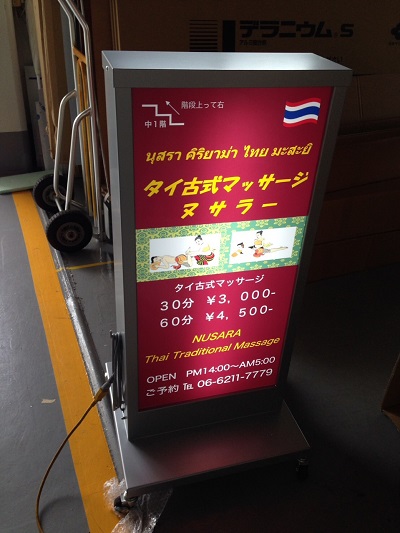 テラニウム.S
階段上って右
中1階
นุสรา คิริยาม่า ไทย มะสะบิ
タイ古式マッサージ
ヌサラー
タイ古式マッサージ
30分 ¥3,000-
60分 ¥4,500-
NUSARA
Thai Traditional Massage
OPEN PM14:00〜AM5:00
ご予約 ℡ 06-6211-7779